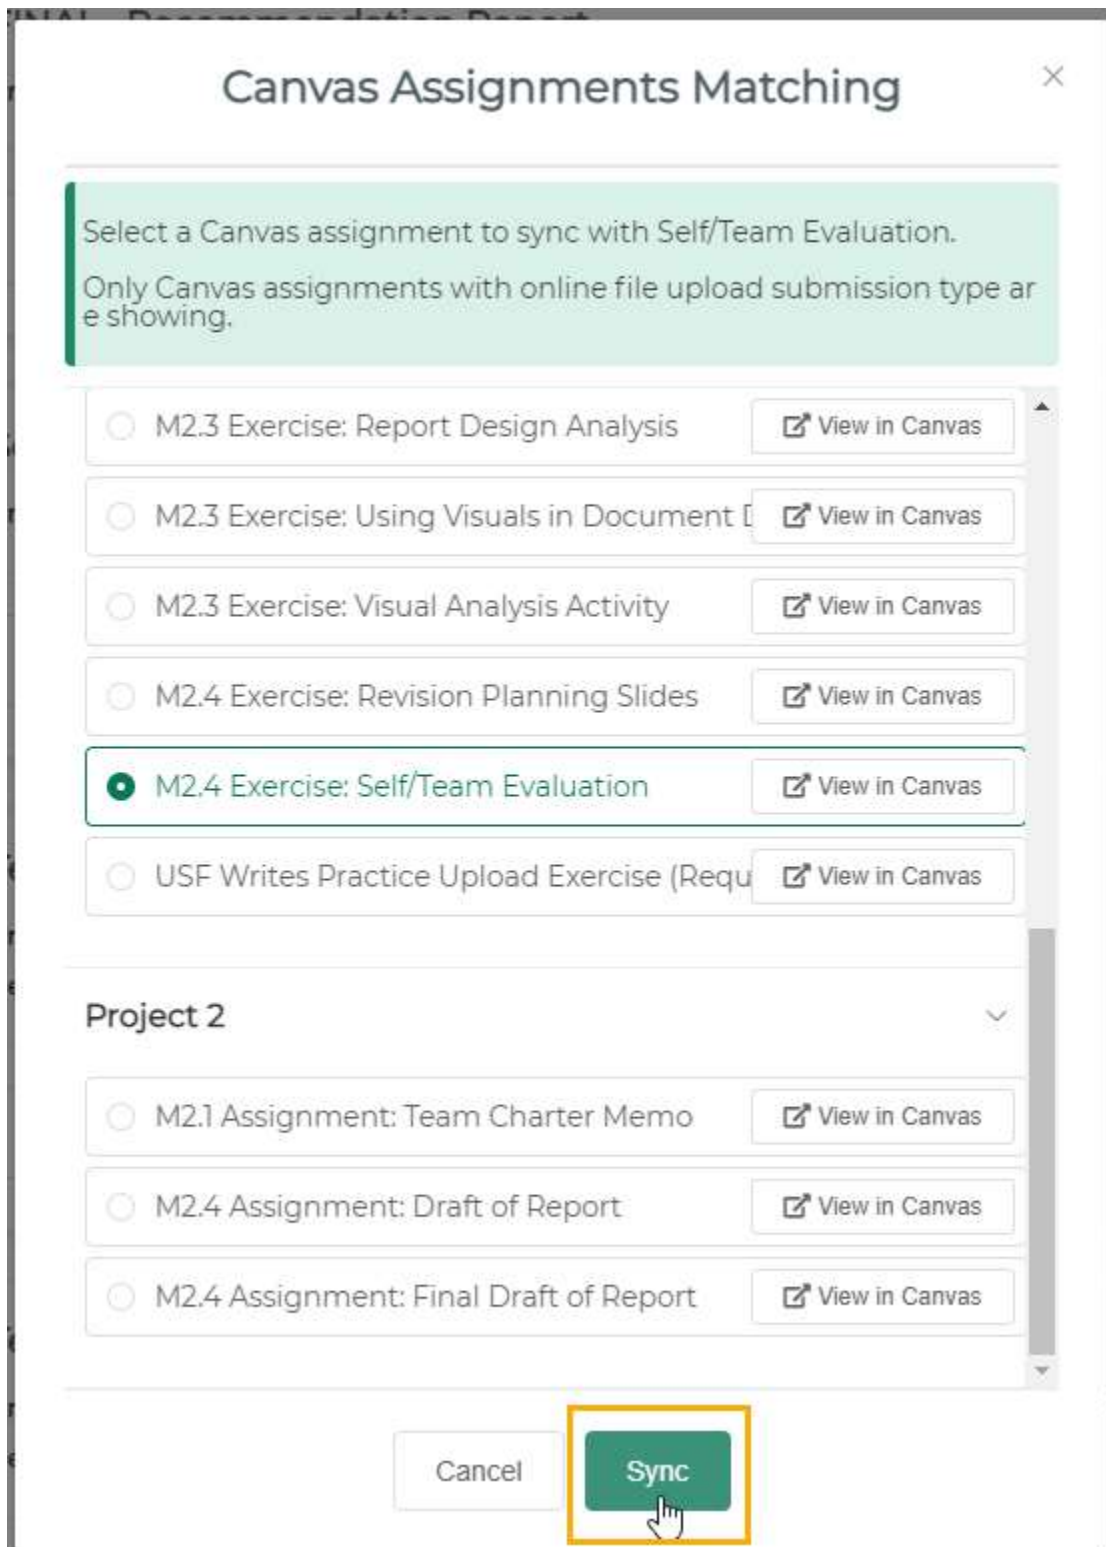 FINAL - Recommendation Report
Canvas Assignments Matching
Select a Canvas assignment to sync with Self/Team Evaluation.
Only Canvas assignments with online file upload submission type ar
e showing.
M2.3 Exercise: Report Design Analysis View in Canvas
M2.3 Exercise: Using Visuals in Document D View in Canvas
M2.3 Exercise: Visual Analysis Activity View in Canvas
M2.4 Exercise: Revision Planning Slides View in Canvas
M2.4 Exercise: Self/Team Evaluation View in Canvas
USF Writes Practice Upload Exercise (Requ View in Canvas
Project 2
M2.1 Assignment: Team Charter Memo View in Canvas
M2.4 Assignment: Draft of Report View in Canvas
M2.4 Assignment: Final Draft of Report View in Canvas
Cancel Sync